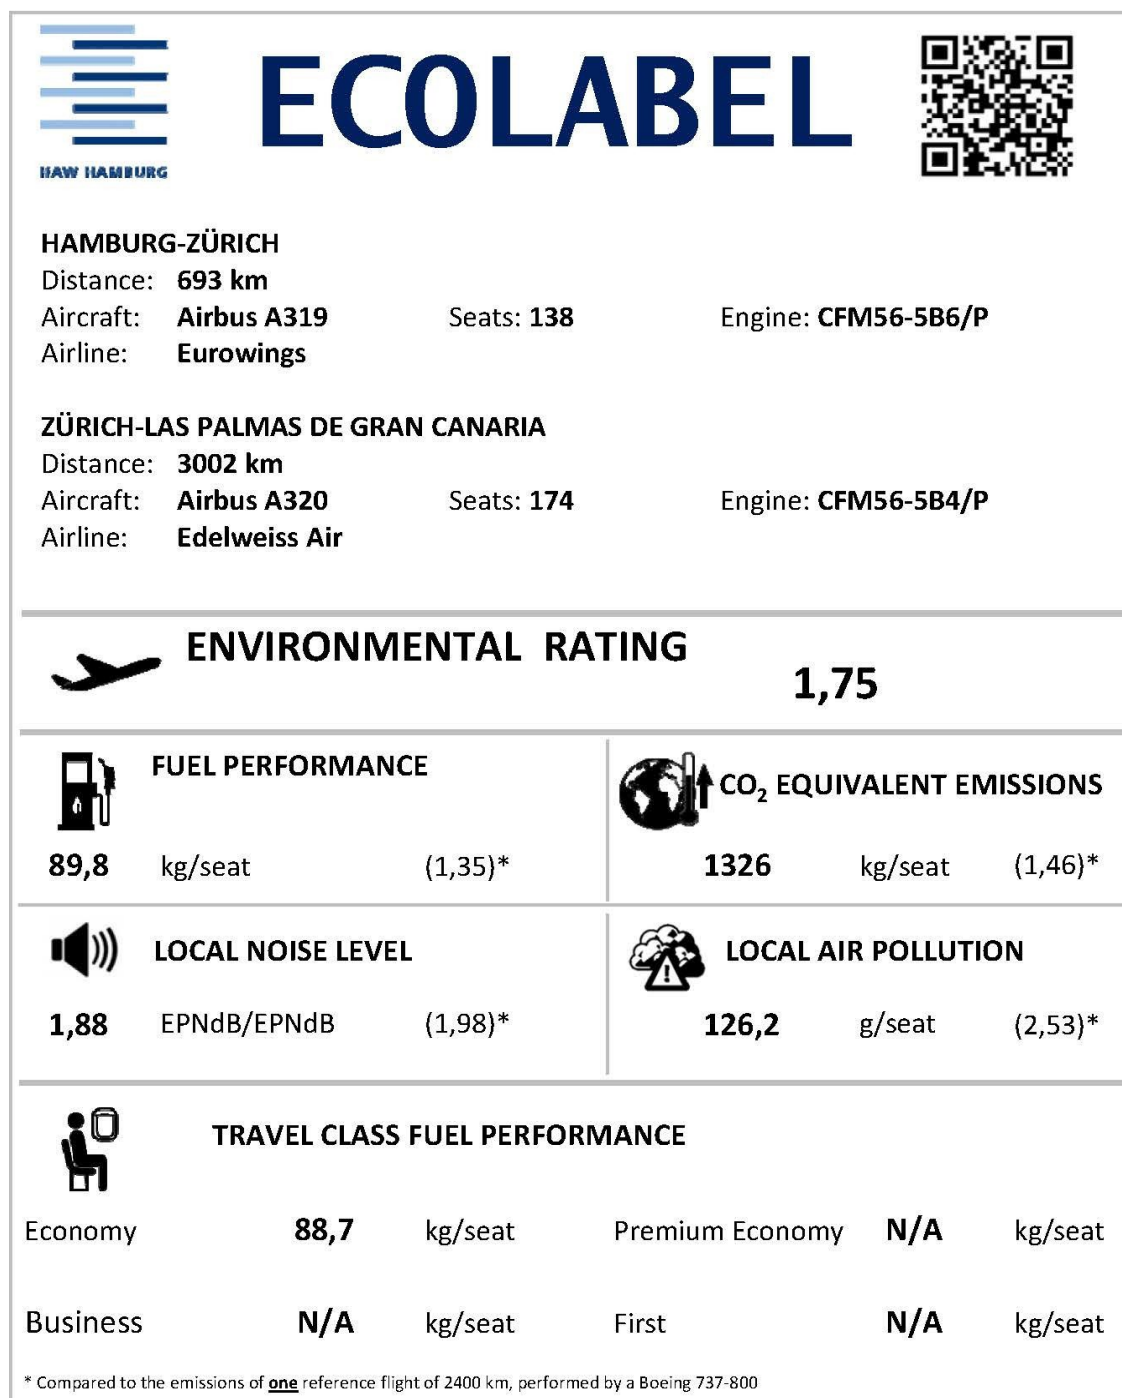 HAW HAMBURG
ECOLABEL
HAMBURG-ZÜRICH
Distance: 693 km
Aircraft: Airbus A319 Seats: 138 Engine: CFM56-5B6/P
Airline: Eurowings
ZÜRICH-LAS PALMAS DE GRAN CANARIA
Distance: 3002 km
Aircraft: Airbus A320 Seats: 174 Engine: CFM56-5B4/P
Airline: Edelweiss Air
ENVIRONMENTAL RATING
1,75
FUEL PERFORMANCE
89,8 kg/seat (1,35)*
CO₂ EQUIVALENT EMISSIONS
1326 kg/seat (1,46)*
LOCAL NOISE LEVEL
1,88 EPNdB/EPNdB (1,98)*
LOCAL AIR POLLUTION
126,2 g/seat (2,53)*
TRAVEL CLASS FUEL PERFORMANCE
Economy 88,7 kg/seat Premium Economy N/A kg/seat
Business N/A kg/seat First N/A kg/seat
* Compared to the emissions of one reference flight of 2400 km, performed by a Boeing 737-800